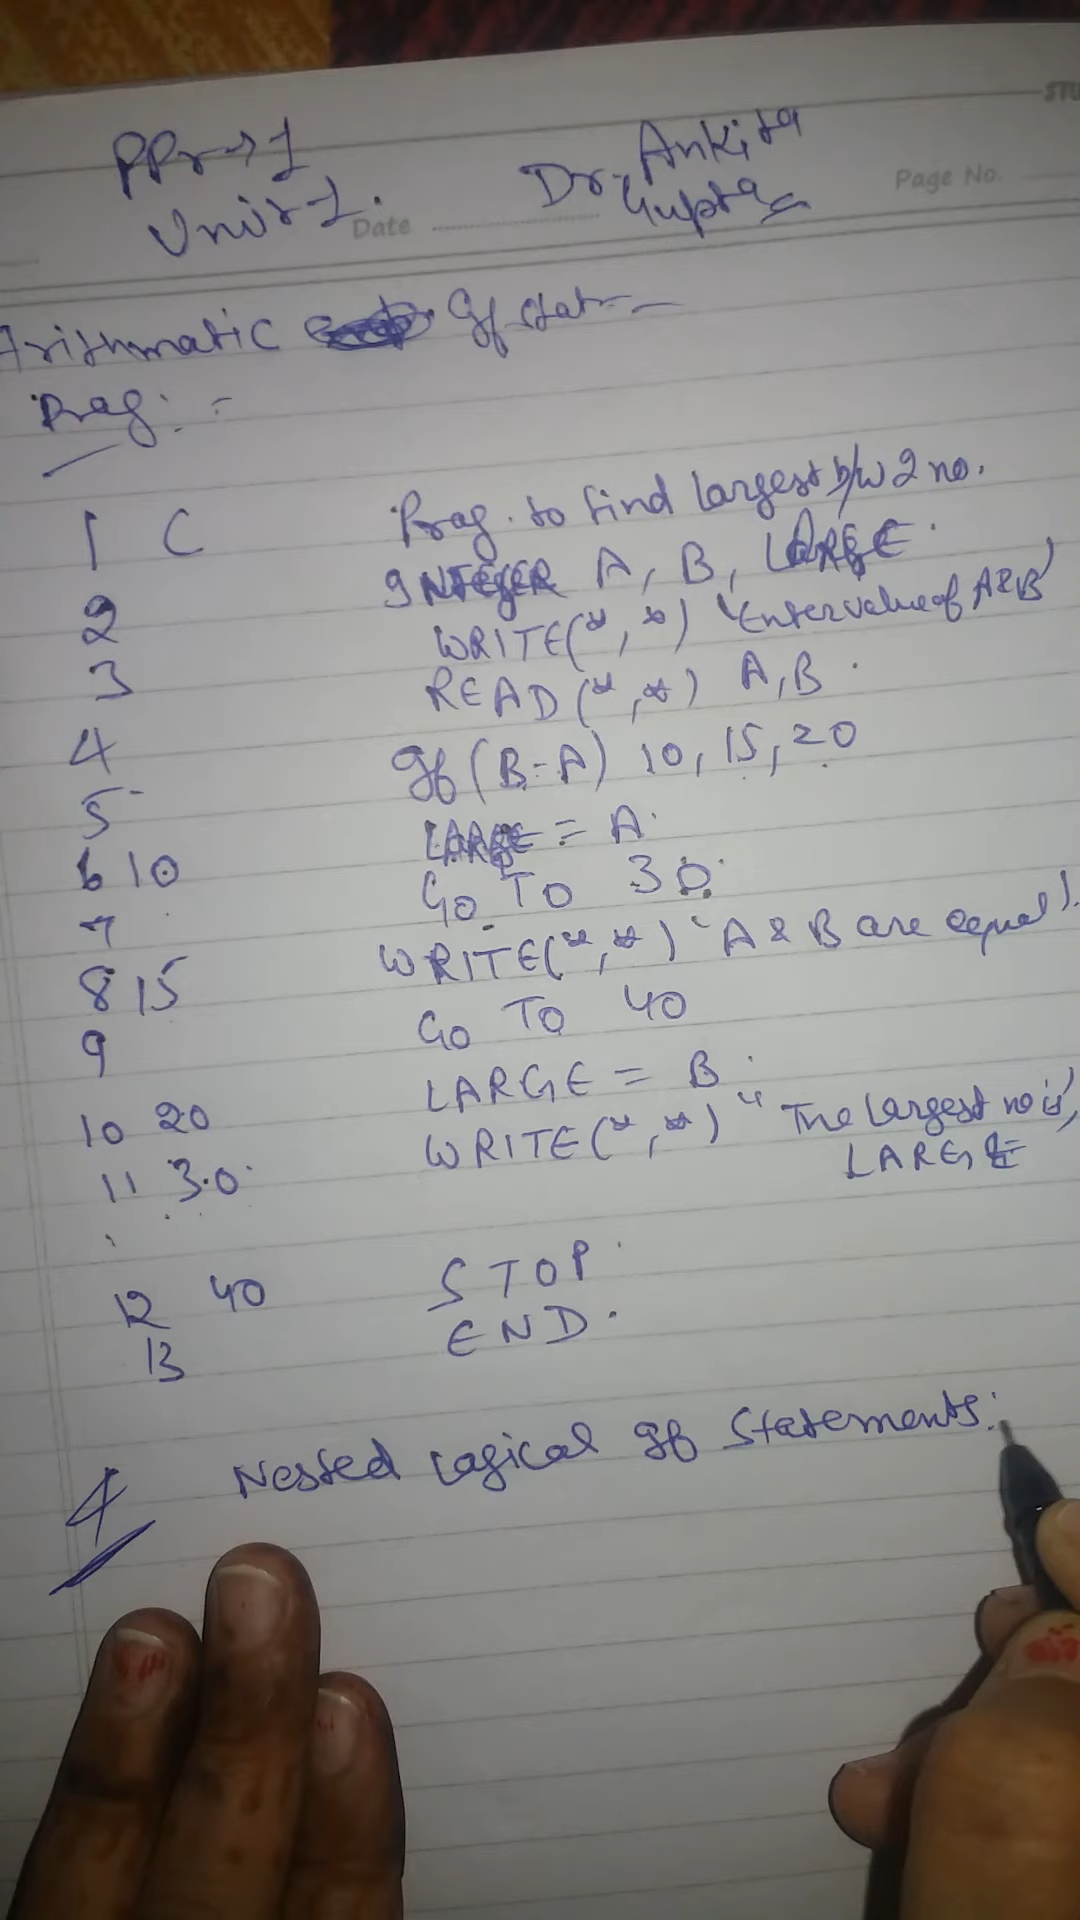 STU
PPr→1
Unit-1.
Dr. Ankita
Gupta
Date
Page No.
Arithmatic If stat--
Prog: -
1 C Prog. to find largest b/w 2 no.
2 INTEGER A, B, LARGE.
3 WRITE(*,*) 'Enter value of A&B'
4 READ (*,*) A,B.
5 If (B-A) 10, 15, 20
6 10 LARGE = A.
7 GO TO 30.
8 15 WRITE(*,*) 'A & B are equal'.
9 GO TO 40
10 20 LARGE = B.
11 30. WRITE(*,*) " The largest no is',
LARGE
12 40 STOP.
13 END.
4 Nested Logical If Statements: